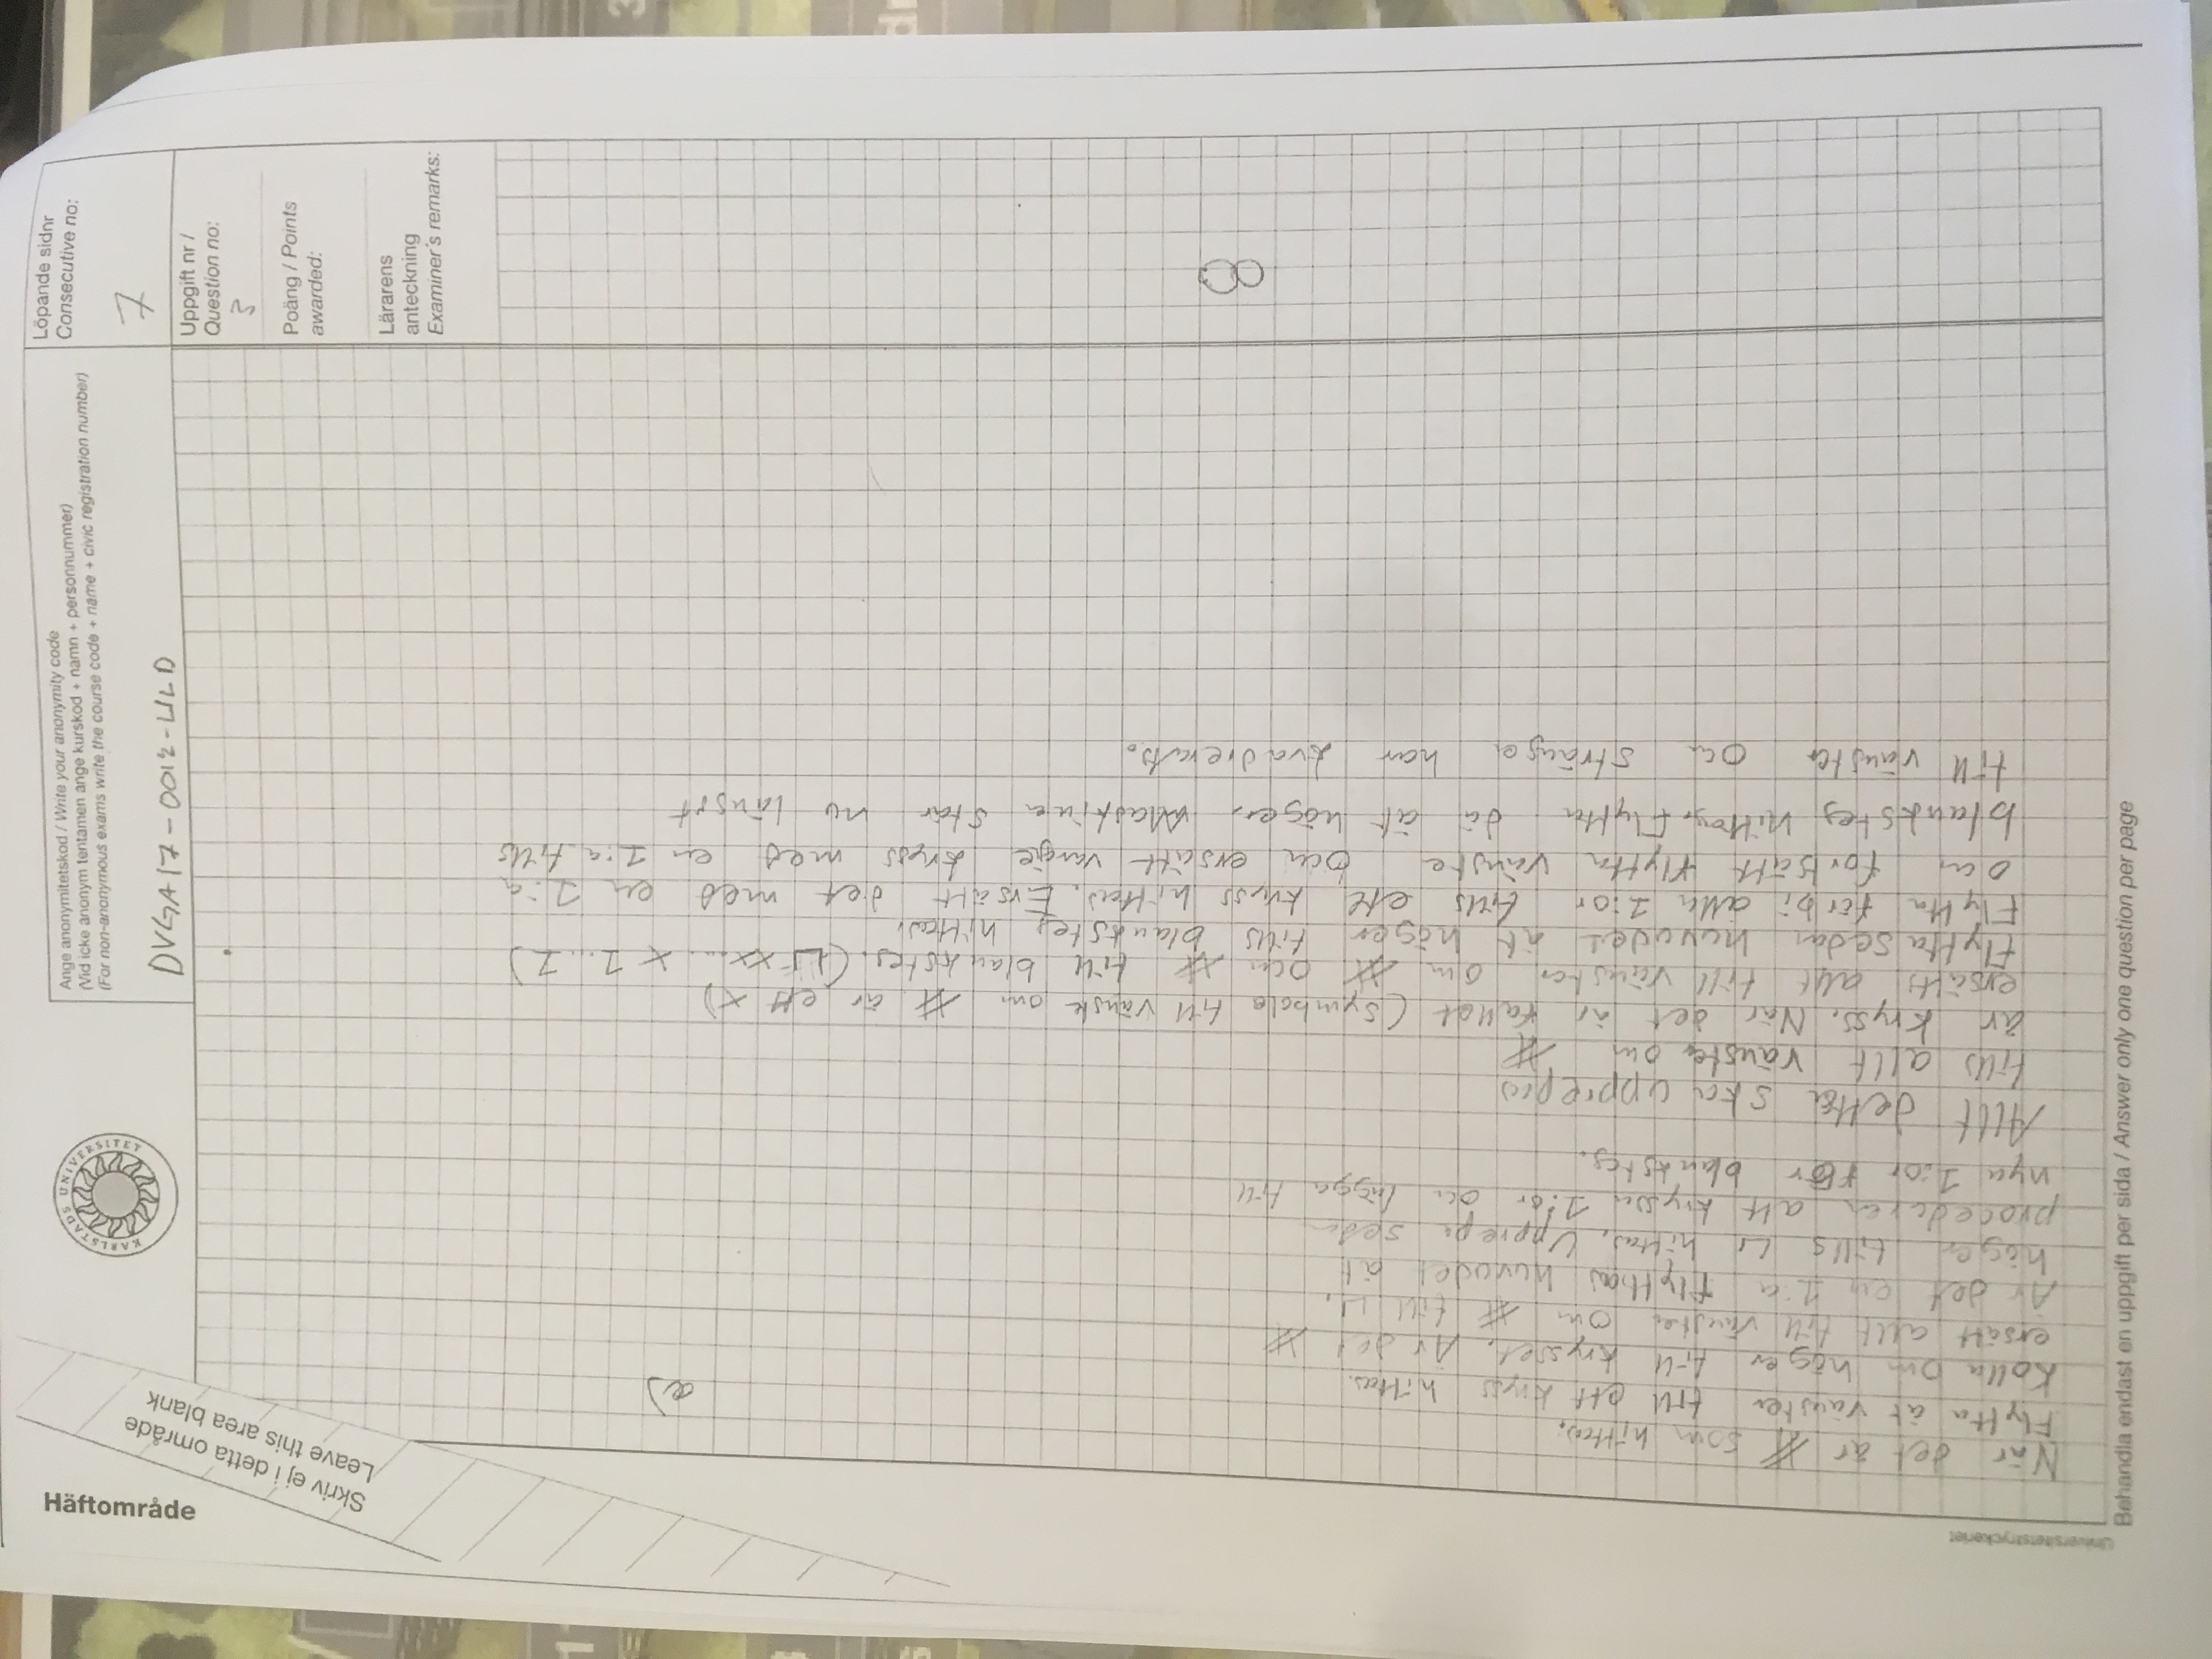 Häftområde
Skriv ej i detta område
Leave this area blank
KARLSTADS UNIVERSITET
Ange anonymitetskod / Write your anonymity code
(Vid icke anonym tentamen ange kurskod + namn + personnummer)
(For non-anonymous exams write the course code + name + civic registration number)
DVGA17-0012-ULD
Löpande sidnr
Consecutive no:
7
Uppgift nr /
Question no:
3
Poäng / Points
awarded:
Lärarens
anteckning
Examiner's remarks:
När det är # som hittas.
Flytta åt vänster till ett kryss hittas.
Kolla om höger till krysset. Är det #
ersätt allt till vänster om # till ⊔.
Är det en 1:a flyttas huvudet åt
höger tills ⊔ hittas. Upprepa sedan
proceduren att kryssa 1:or och lägga till
nya 1:or för blanksteg.
Allt detta ska upprepas
tills allt vänster om #
är kryss. När det är fallet (symbole till vänst om # är ett x)
ersätts allt till vänster om # och # till blankstes. (⊔ xx... x 1...1)
Flytta sedan huvudet åt höger tills blanksteg hittas.
Flytta förbi alla 1:or tills ett kryss hittas. Ersätt det med en 1:a
och fortsätt flytta vänste och ersätt varje kryss med en 1:a tills
blanksteg hittas. Flytta då åt höger. Maskinen står nu längst
till vänster och strängen har kvadrerats.
Universitetstryckeriet
Behandla endast en uppgift per sida / Answer only one question per page